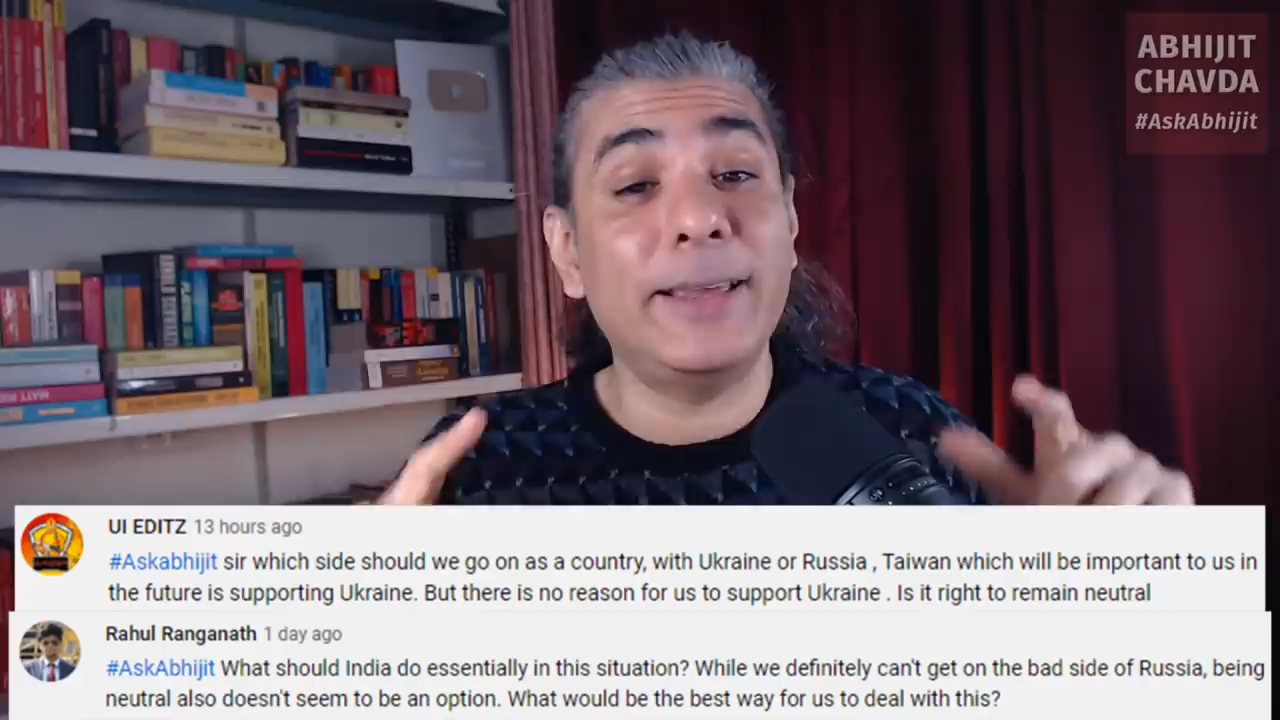 ABHIJIT
CHAVDA
#AskAbhijit
UI EDITZ 13 hours ago
#Askabhijit sir which side should we go on as a country, with Ukraine or Russia , Taiwan which will be important to us in
the future is supporting Ukraine. But there is no reason for us to support Ukraine . Is it right to remain neutral
Rahul Ranganath 1 day ago
#AskAbhijit What should India do essentially in this situation? While we definitely can't get on the bad side of Russia, being
neutral also doesn't seem to be an option. What would be the best way for us to deal with this?